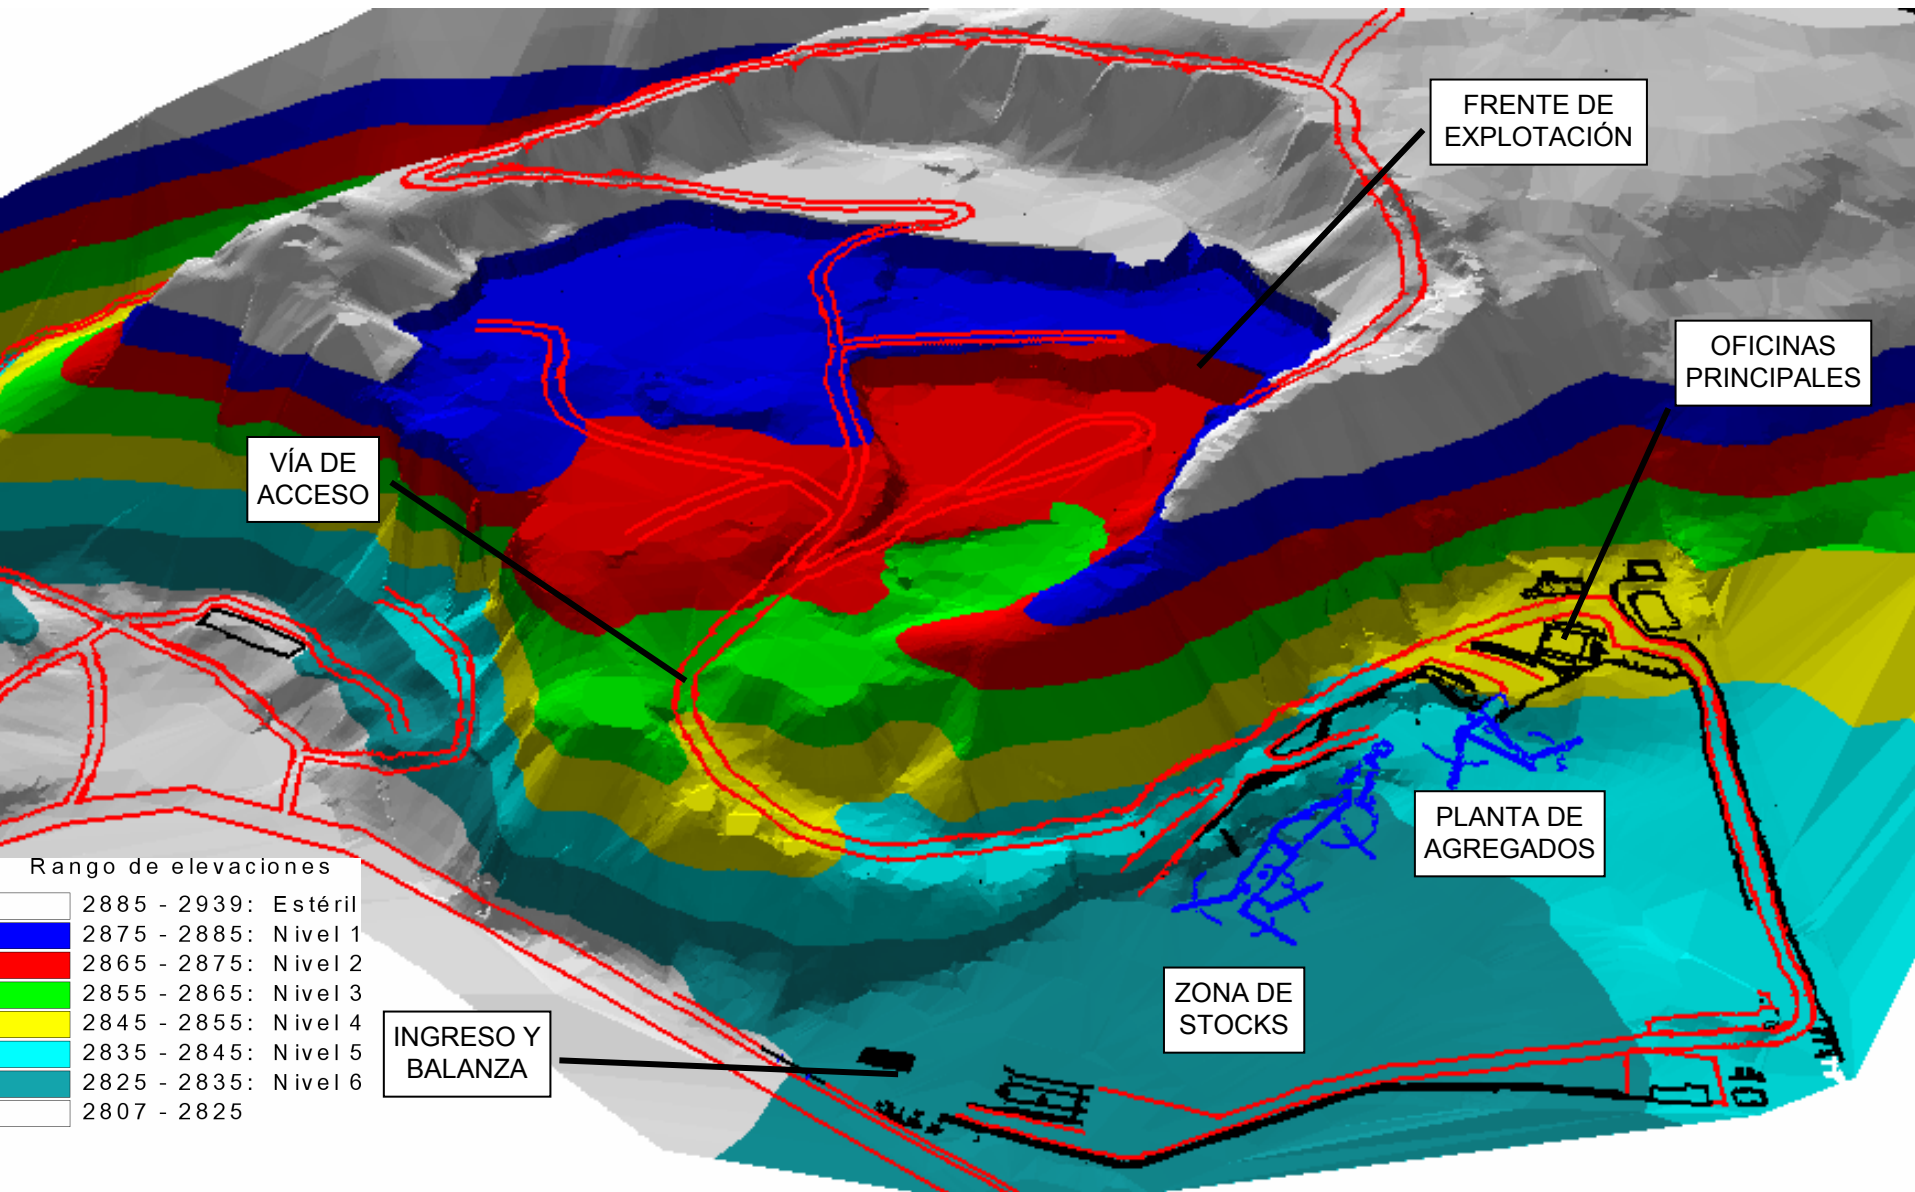 FRENTE DE
EXPLOTACIÓN
OFICINAS
PRINCIPALES
VÍA DE
ACCESO
PLANTA DE
AGREGADOS
Rango de elevaciones
2885 - 2939: Estéril
2875 - 2885: Nivel 1
2865 - 2875: Nivel 2
2855 - 2865: Nivel 3
2845 - 2855: Nivel 4
2835 - 2845: Nivel 5
2825 - 2835: Nivel 6
2807 - 2825
ZONA DE
STOCKS
INGRESO Y
BALANZA